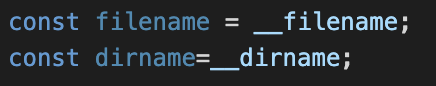 const filename = __filename;
const dirname=__dirname;